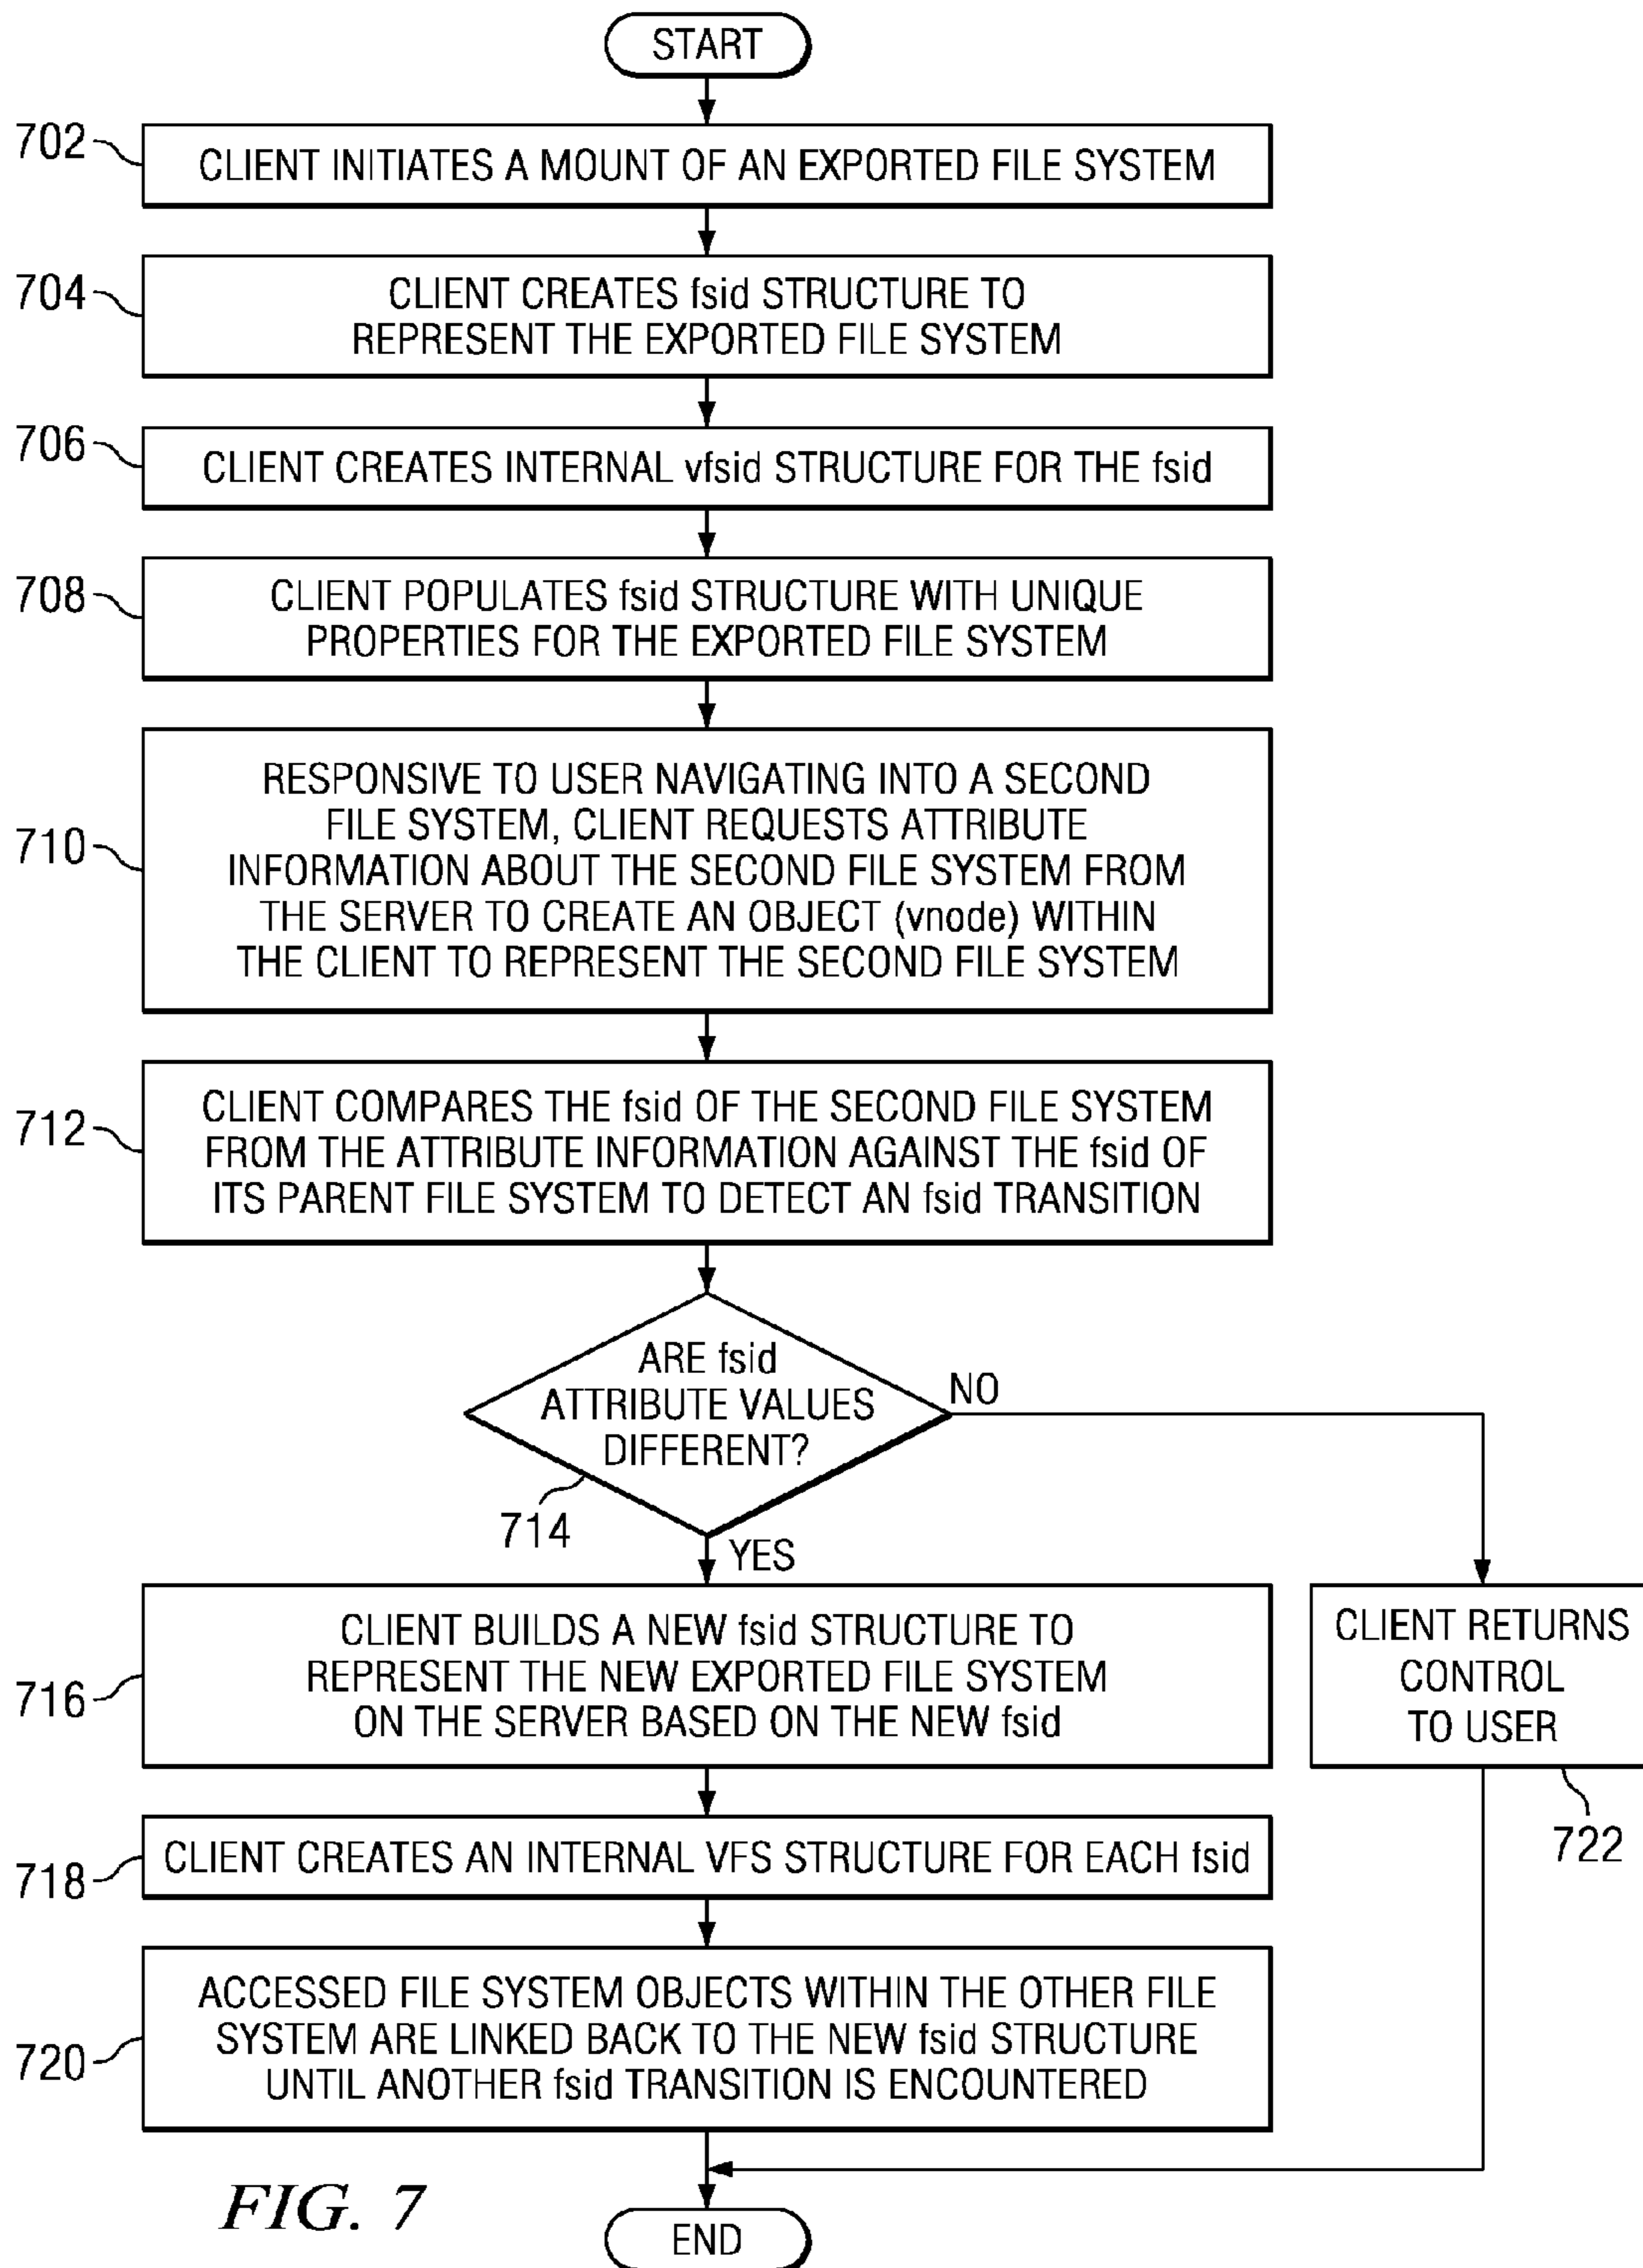 START
702
CLIENT INITIATES A MOUNT OF AN EXPORTED FILE SYSTEM
704
CLIENT CREATES fsid STRUCTURE TO
REPRESENT THE EXPORTED FILE SYSTEM
706
CLIENT CREATES INTERNAL vfsid STRUCTURE FOR THE fsid
708
CLIENT POPULATES fsid STRUCTURE WITH UNIQUE
PROPERTIES FOR THE EXPORTED FILE SYSTEM
710
RESPONSIVE TO USER NAVIGATING INTO A SECOND
FILE SYSTEM, CLIENT REQUESTS ATTRIBUTE
INFORMATION ABOUT THE SECOND FILE SYSTEM FROM
THE SERVER TO CREATE AN OBJECT (vnode) WITHIN
THE CLIENT TO REPRESENT THE SECOND FILE SYSTEM
712
CLIENT COMPARES THE fsid OF THE SECOND FILE SYSTEM
FROM THE ATTRIBUTE INFORMATION AGAINST THE fsid OF
ITS PARENT FILE SYSTEM TO DETECT AN fsid TRANSITION
ARE fsid
ATTRIBUTE VALUES
DIFFERENT?
NO
714
YES
716
CLIENT BUILDS A NEW fsid STRUCTURE TO
REPRESENT THE NEW EXPORTED FILE SYSTEM
ON THE SERVER BASED ON THE NEW fsid
CLIENT RETURNS
CONTROL
TO USER
722
718
CLIENT CREATES AN INTERNAL VFS STRUCTURE FOR EACH fsid
720
ACCESSED FILE SYSTEM OBJECTS WITHIN THE OTHER FILE
SYSTEM ARE LINKED BACK TO THE NEW fsid STRUCTURE
UNTIL ANOTHER fsid TRANSITION IS ENCOUNTERED
FIG. 7
END